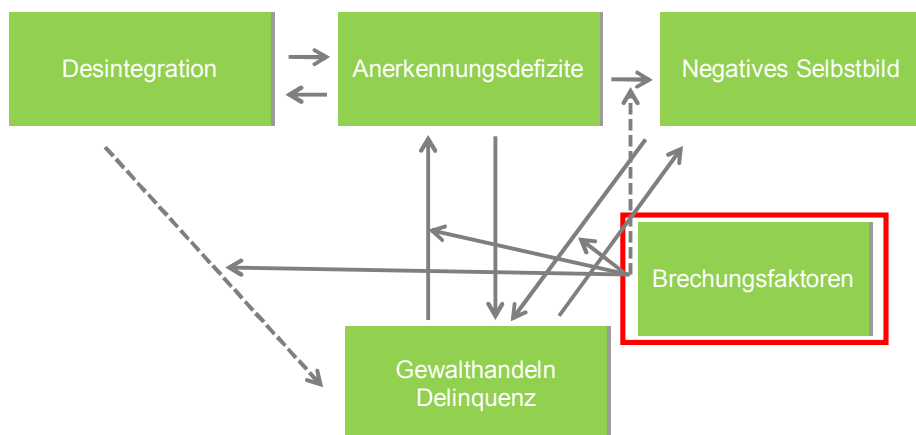 Desintegration
Anerkennungsdefizite
Negatives Selbstbild
Brechungsfaktoren
Gewalthandeln
Delinquenz